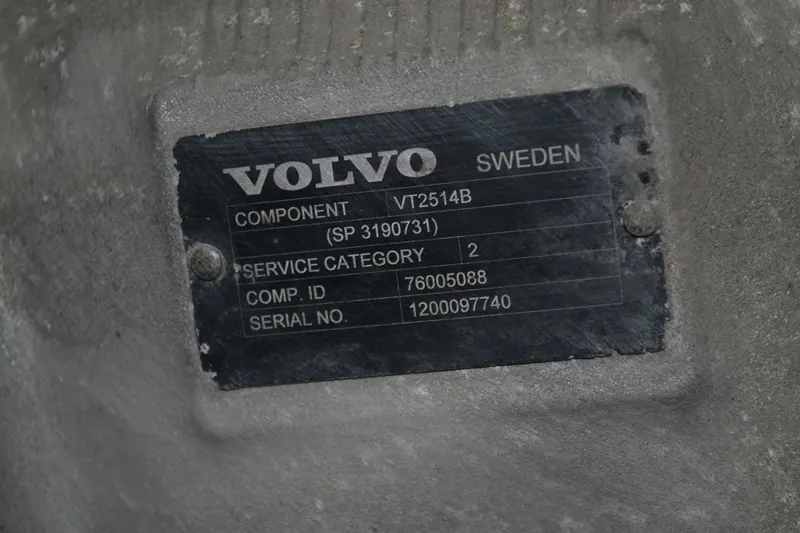 VOLVO SWEDEN
COMPONENT VT2514B
(SP 3190731)
SERVICE CATEGORY 2
COMP. ID 76005088
SERIAL NO. 1200097740